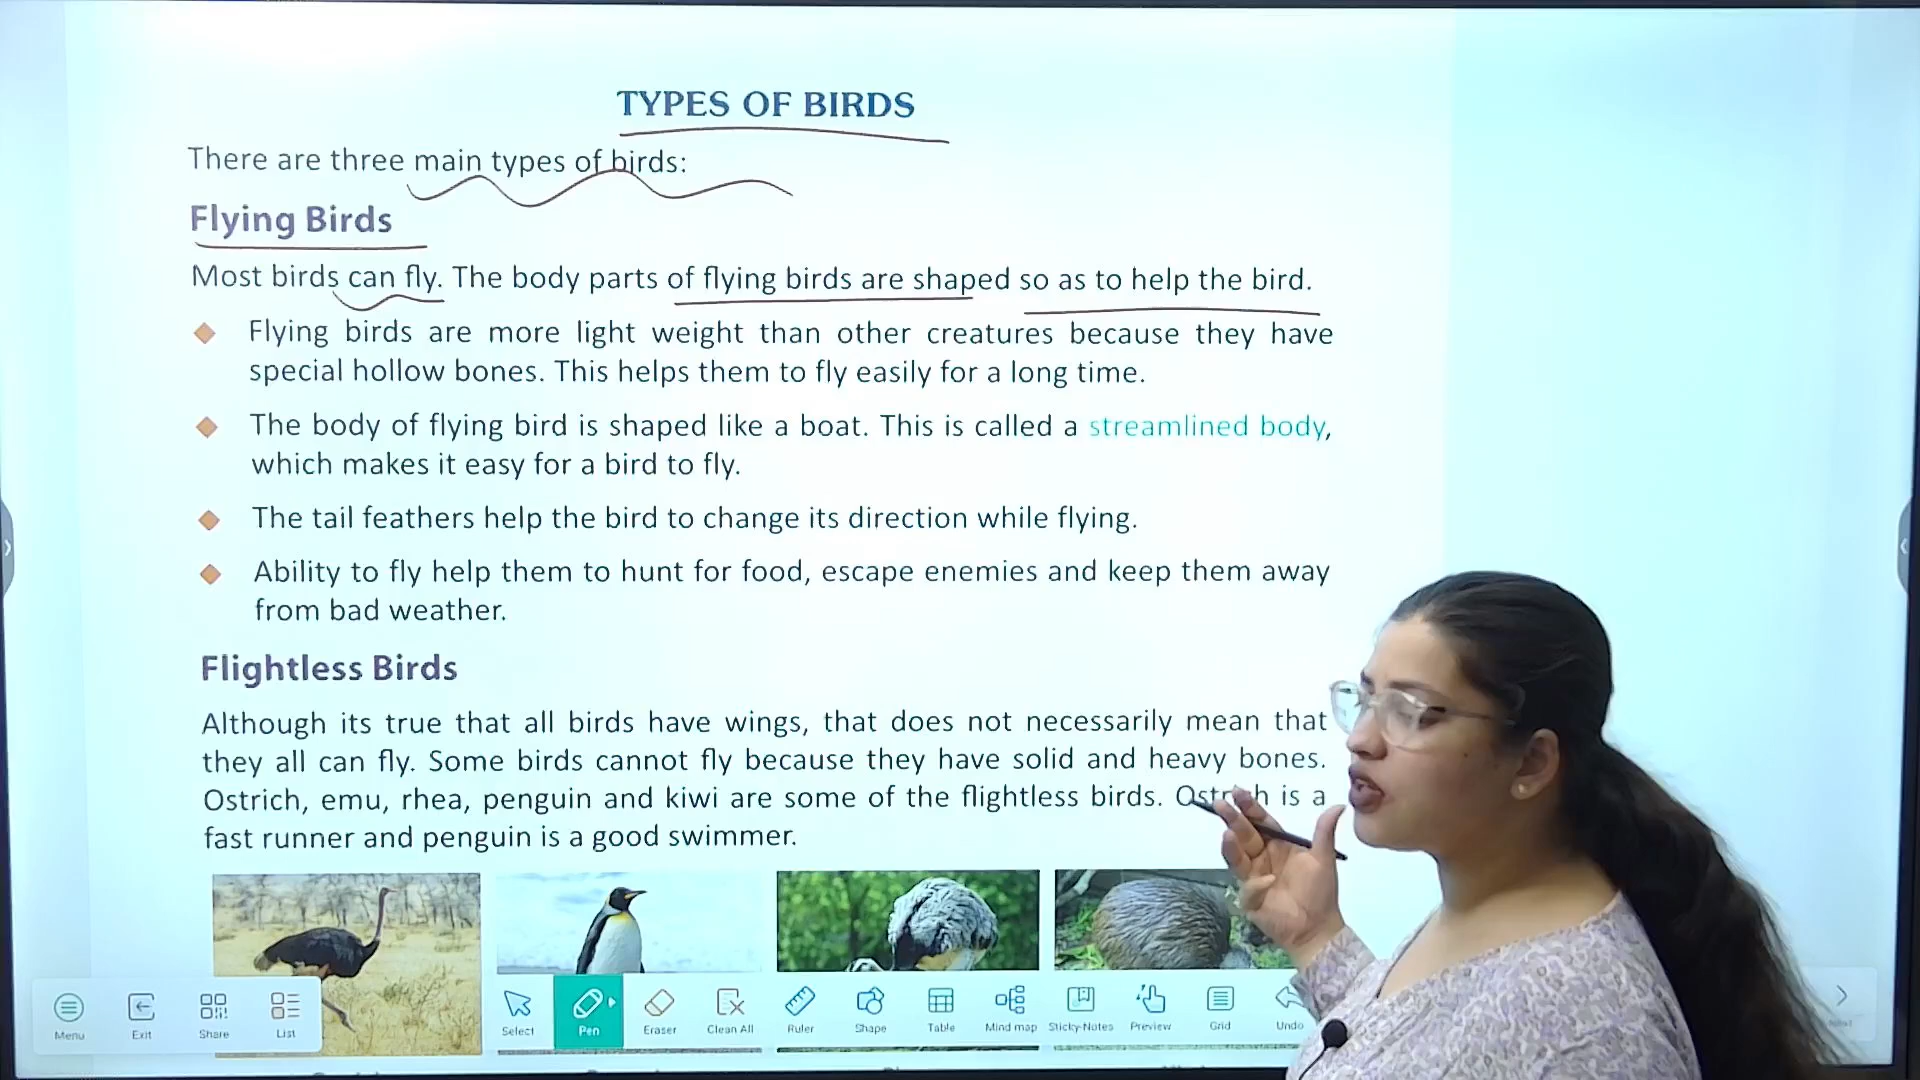 TYPES OF BIRDS
There are three main types of birds:
Flying Birds
Most birds can fly. The body parts of flying birds are shaped so as to help the bird.
Flying birds are more light weight than other creatures because they have
special hollow bones. This helps them to fly easily for a long time.
The body of flying bird is shaped like a boat. This is called a streamlined body,
which makes it easy for a bird to fly.
The tail feathers help the bird to change its direction while flying.
Ability to fly help them to hunt for food, escape enemies and keep them away
from bad weather.
Flightless Birds
Although its true that all birds have wings, that does not necessarily mean that
they all can fly. Some birds cannot fly because they have solid and heavy bones.
Ostrich, emu, rhea, penguin and kiwi are some of the flightless birds. Ostrich is a
fast runner and penguin is a good swimmer.
Menu Exit Share List Select Pen Eraser Clean All Ruler Shape Table Mind map Sticky-Notes Preview Grid Undo